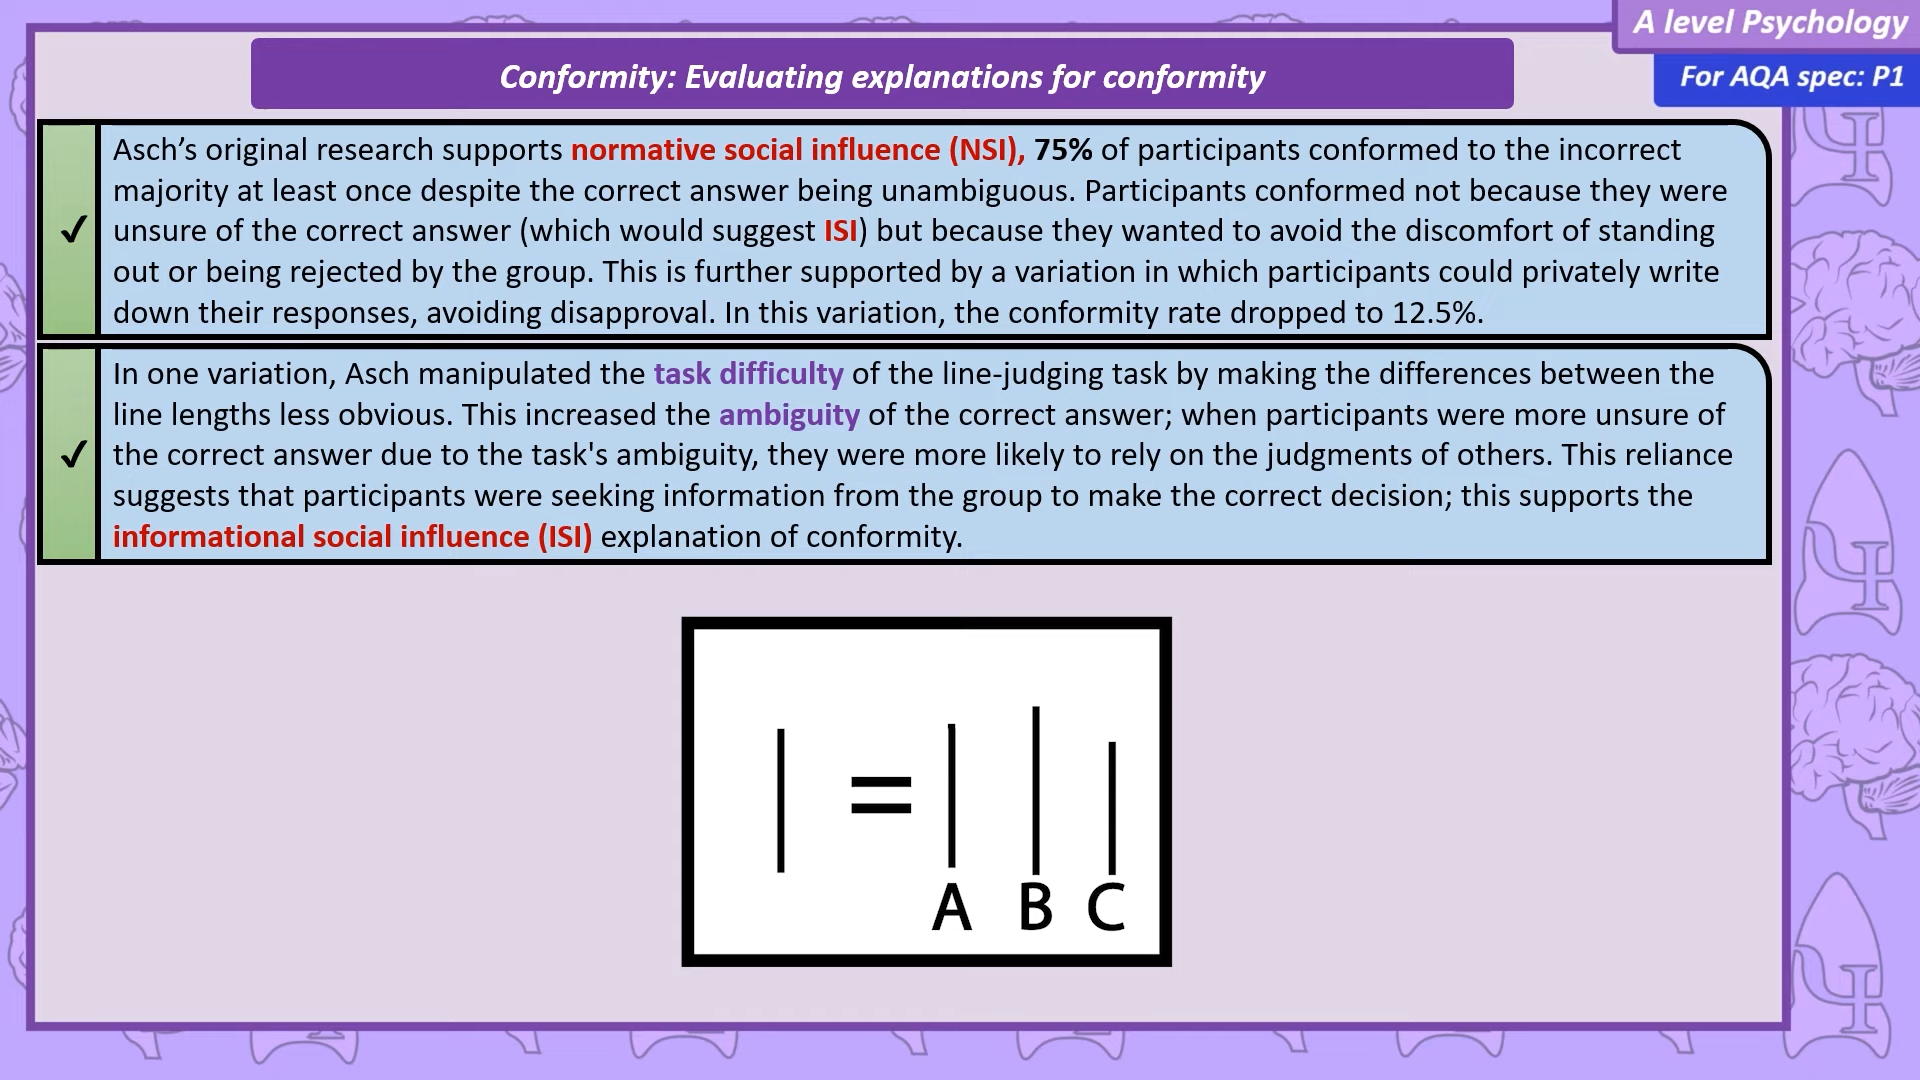 A level Psychology
For AQA spec: P1
Conformity: Evaluating explanations for conformity
Asch’s original research supports normative social influence (NSI), 75% of participants conformed to the incorrect
majority at least once despite the correct answer being unambiguous. Participants conformed not because they were
unsure of the correct answer (which would suggest ISI) but because they wanted to avoid the discomfort of standing
out or being rejected by the group. This is further supported by a variation in which participants could privately write
down their responses, avoiding disapproval. In this variation, the conformity rate dropped to 12.5%.
In one variation, Asch manipulated the task difficulty of the line-judging task by making the differences between the
line lengths less obvious. This increased the ambiguity of the correct answer; when participants were more unsure of
the correct answer due to the task's ambiguity, they were more likely to rely on the judgments of others. This reliance
suggests that participants were seeking information from the group to make the correct decision; this supports the
informational social influence (ISI) explanation of conformity.
=
A B C